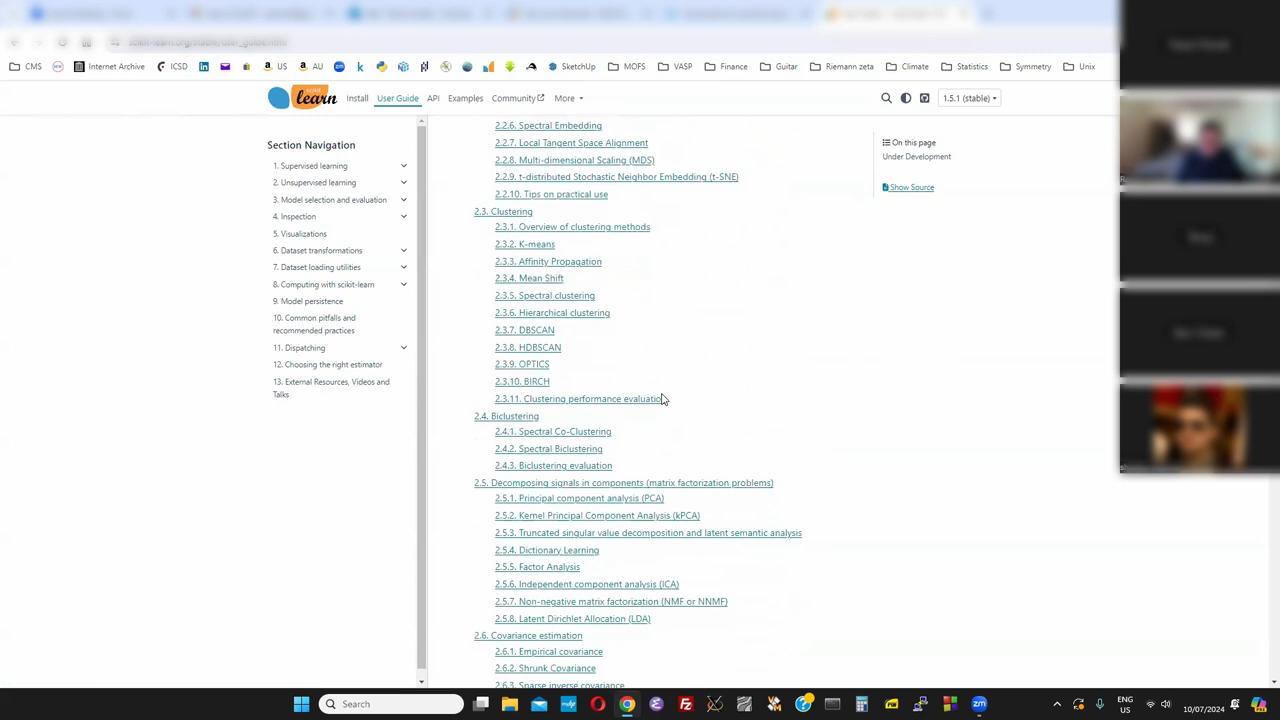 scikit-learn.org/stable/user_guide.html
CMS
Internet Archive
ICSD
US
AU
SketchUp
MOFS
VASP
Finance
Guitar
Riemann zeta
Climate
Statistics
Symmetry
Unix
scikit
learn
Install
User Guide
API
Examples
Community
More
1.5.1 (stable)
Section Navigation
1. Supervised learning
2. Unsupervised learning
3. Model selection and evaluation
4. Inspection
5. Visualizations
6. Dataset transformations
7. Dataset loading utilities
8. Computing with scikit-learn
9. Model persistence
10. Common pitfalls and
recommended practices
11. Dispatching
12. Choosing the right estimator
13. External Resources, Videos and
Talks
2.2.6. Spectral Embedding
2.2.7. Local Tangent Space Alignment
2.2.8. Multi-dimensional Scaling (MDS)
2.2.9. t-distributed Stochastic Neighbor Embedding (t-SNE)
2.2.10. Tips on practical use
2.3. Clustering
2.3.1. Overview of clustering methods
2.3.2. K-means
2.3.3. Affinity Propagation
2.3.4. Mean Shift
2.3.5. Spectral clustering
2.3.6. Hierarchical clustering
2.3.7. DBSCAN
2.3.8. HDBSCAN
2.3.9. OPTICS
2.3.10. BIRCH
2.3.11. Clustering performance evaluation
2.4. Biclustering
2.4.1. Spectral Co-Clustering
2.4.2. Spectral Biclustering
2.4.3. Biclustering evaluation
2.5. Decomposing signals in components (matrix factorization problems)
2.5.1. Principal component analysis (PCA)
2.5.2. Kernel Principal Component Analysis (kPCA)
2.5.3. Truncated singular value decomposition and latent semantic analysis
2.5.4. Dictionary Learning
2.5.5. Factor Analysis
2.5.6. Independent component analysis (ICA)
2.5.7. Non-negative matrix factorization (NMF or NNMF)
2.5.8. Latent Dirichlet Allocation (LDA)
2.6. Covariance estimation
2.6.1. Empirical covariance
2.6.2. Shrunk Covariance
2.6.3. Sparse inverse covariance
On this page
Under Development
Show Source
Search
ENG
US
10/07/2024